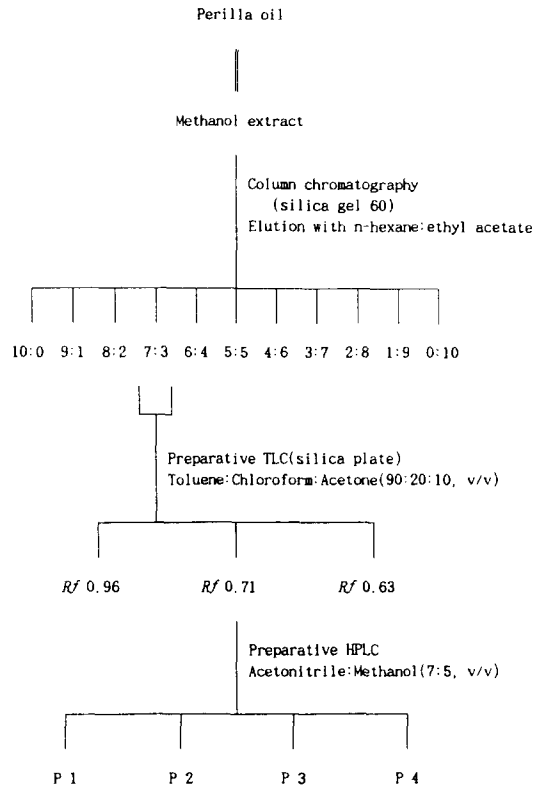 Perilla oil
Methanol extract
Column chromatography
(silica gel 60)
Elution with n-hexane:ethyl acetate
10:0 9:1 8:2 7:3 6:4 5:5 4:6 3:7 2:8 1:9 0:10
Preparative TLC(silica plate)
Toluene:Chloroform:Acetone(90:20:10, v/v)
Rf 0.96 Rf 0.71 Rf 0.63
Preparative HPLC
Acetonitrile:Methanol(7:5, v/v)
P 1 P 2 P 3 P 4